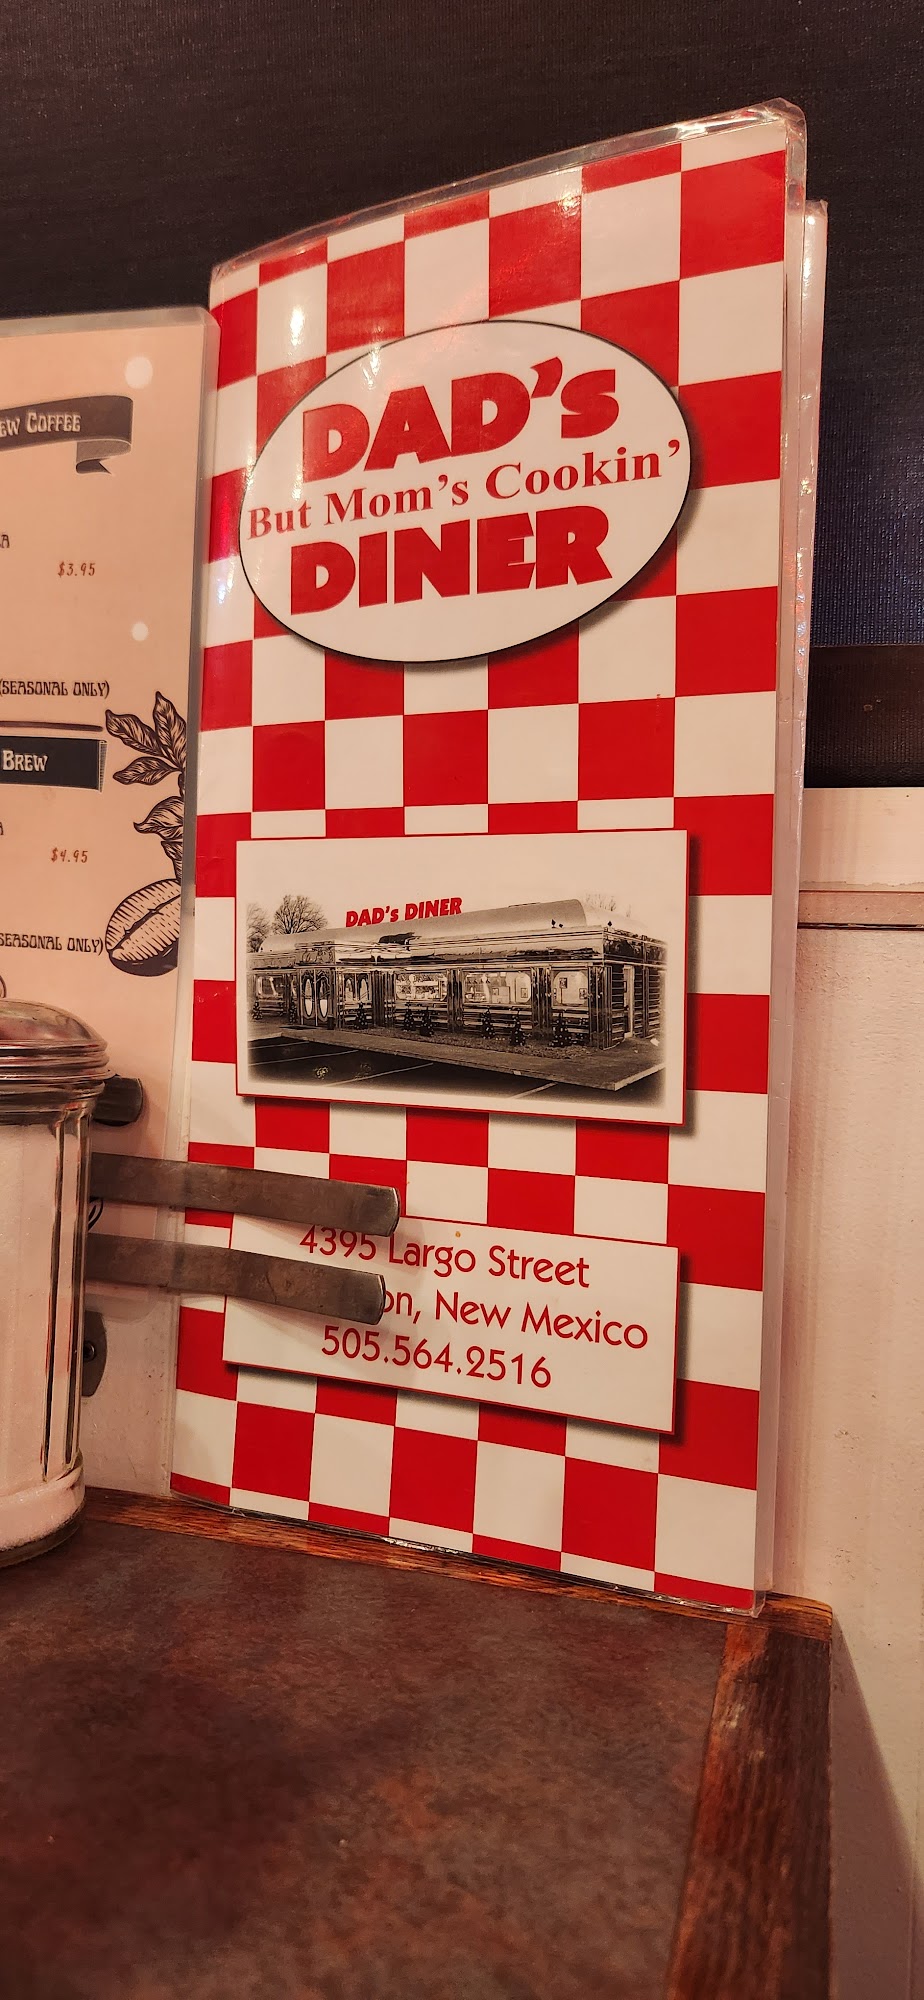 EW COFFEE
$3.95
(SEASONAL ONLY)
BREW
$4.95
SEASONAL ONLY)
DAD's
But Mom's Cookin'
DINER
DAD's DINER
4395 Largo Street
on, New Mexico
505.564.2516